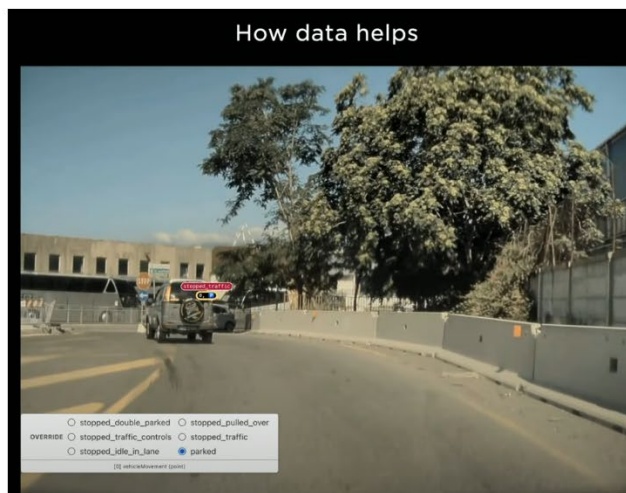 How data helps
stopped_traffic
stopped_double_parked stopped_pulled_over
OVERRIDE stopped_traffic_controls stopped_traffic
stopped_idle_in_lane parked